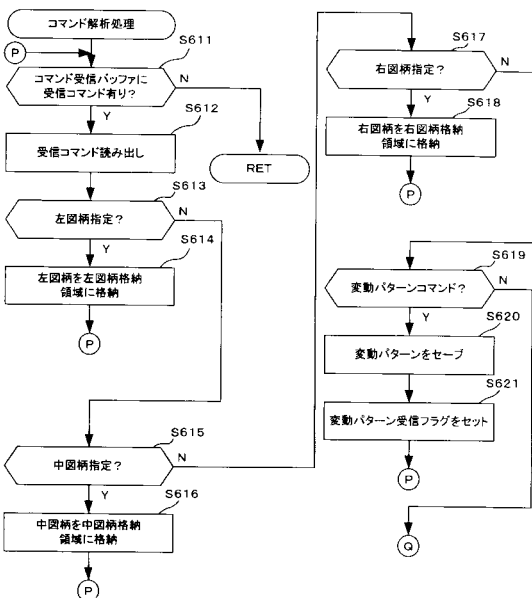 コマンド解析処理
P
S611
コマンド受信バッファに
受信コマンド有り?
N
Y
S612
受信コマンド読み出し
RET
S613
左図柄指定?
N
Y
S614
左図柄を左図柄格納
領域に格納
P
S615
中図柄指定?
N
Y
S616
中図柄を中図柄格納
領域に格納
P
S617
右図柄指定?
N
Y
S618
右図柄を右図柄格納
領域に格納
P
S619
変動パターンコマンド?
N
Y
S620
変動パターンをセーブ
S621
変動パターン受信フラグをセット
P
Q